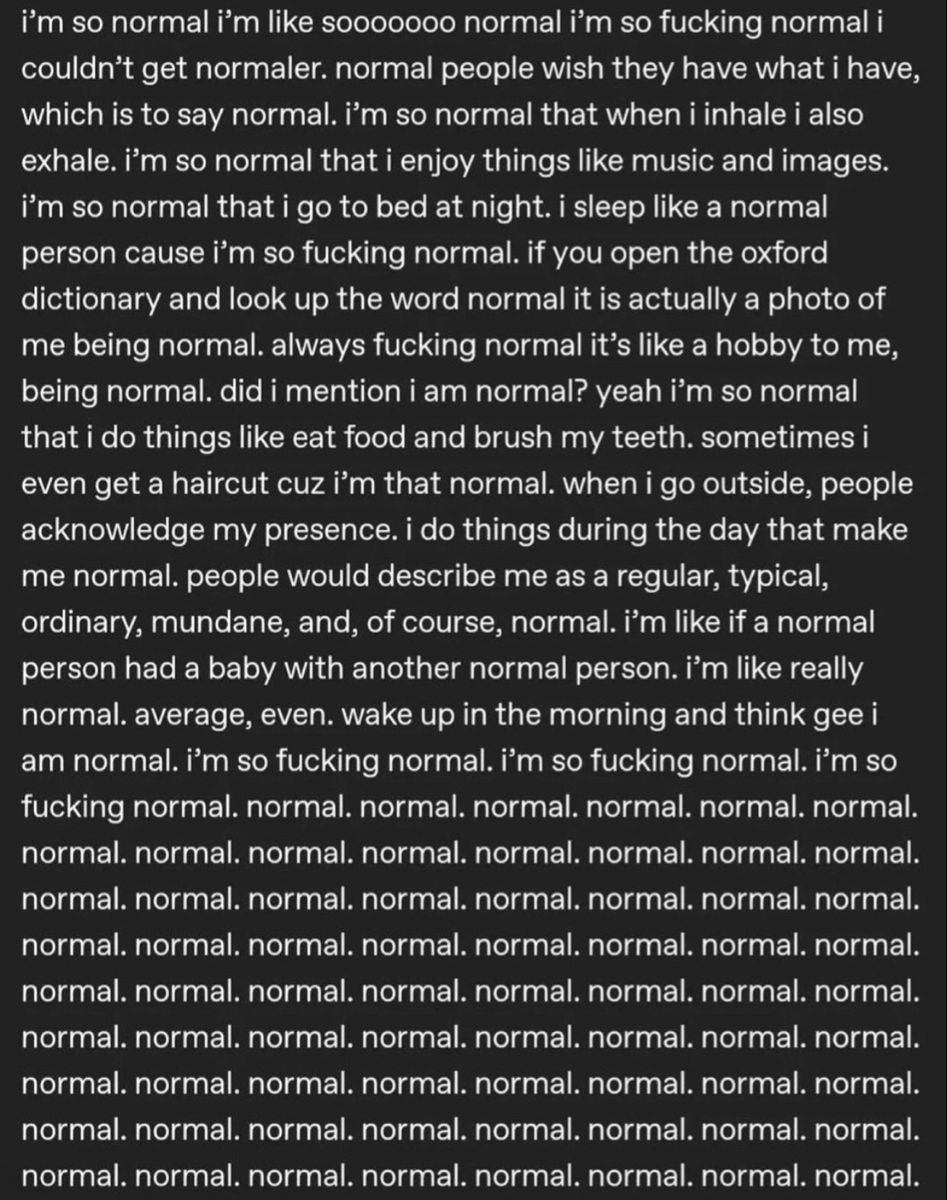 i’m so normal i’m like sooooooo normal i’m so fucking normal i
couldn’t get normaler. normal people wish they have what i have,
which is to say normal. i’m so normal that when i inhale i also
exhale. i’m so normal that i enjoy things like music and images.
i’m so normal that i go to bed at night. i sleep like a normal
person cause i’m so fucking normal. if you open the oxford
dictionary and look up the word normal it is actually a photo of
me being normal. always fucking normal it’s like a hobby to me,
being normal. did i mention i am normal? yeah i’m so normal
that i do things like eat food and brush my teeth. sometimes i
even get a haircut cuz i’m that normal. when i go outside, people
acknowledge my presence. i do things during the day that make
me normal. people would describe me as a regular, typical,
ordinary, mundane, and, of course, normal. i’m like if a normal
person had a baby with another normal person. i’m like really
normal. average, even. wake up in the morning and think gee i
am normal. i’m so fucking normal. i’m so fucking normal. i’m so
fucking normal. normal. normal. normal. normal. normal. normal.
normal. normal. normal. normal. normal. normal. normal. normal.
normal. normal. normal. normal. normal. normal. normal. normal.
normal. normal. normal. normal. normal. normal. normal. normal.
normal. normal. normal. normal. normal. normal. normal. normal.
normal. normal. normal. normal. normal. normal. normal. normal.
normal. normal. normal. normal. normal. normal. normal. normal.
normal. normal. normal. normal. normal. normal. normal. normal.
normal. normal. normal. normal. normal. normal. normal. normal.